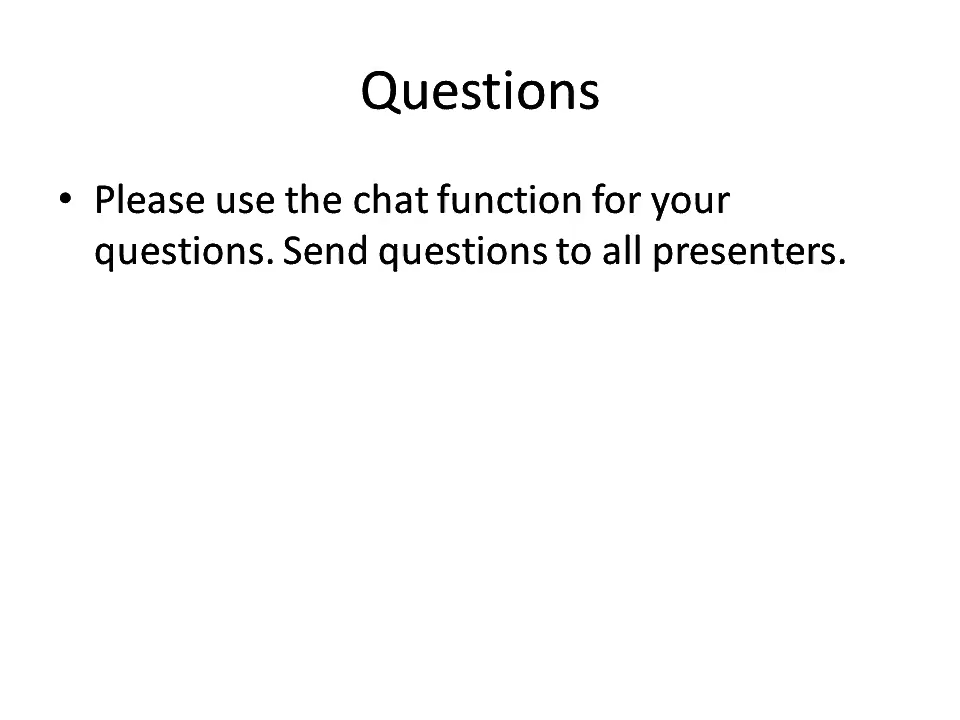 Questions
• Please use the chat function for your
questions. Send questions to all presenters.